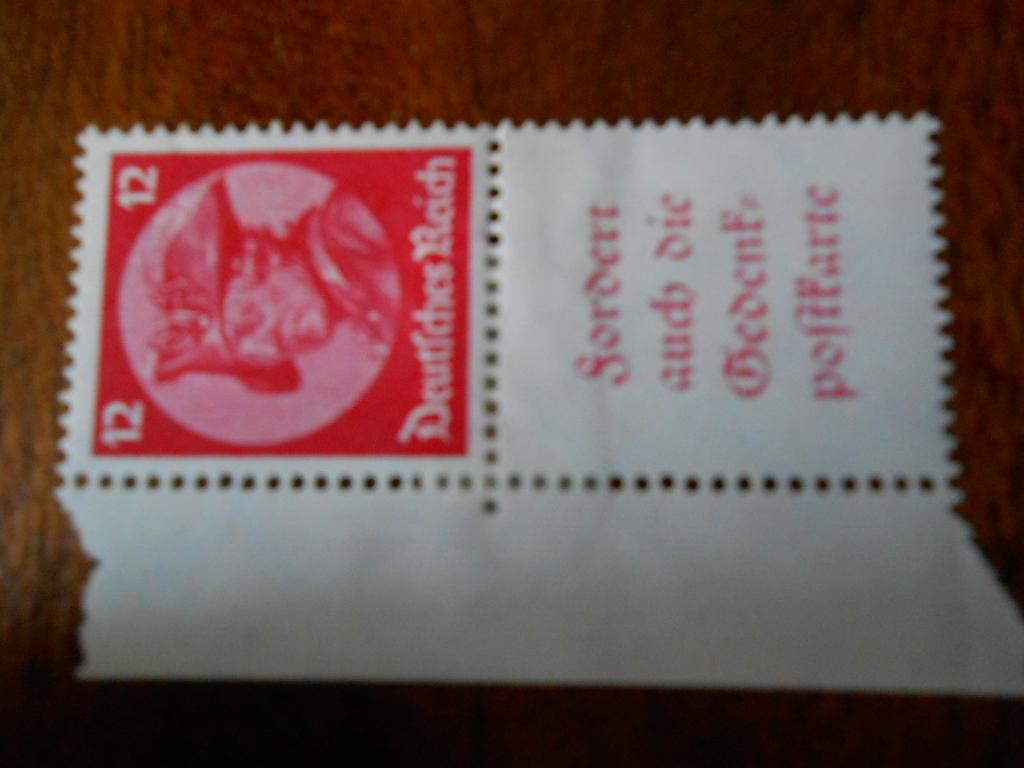 12 12
Deutſches Reich
Fordert
auch die
Gedenk⸗
poſtkarte